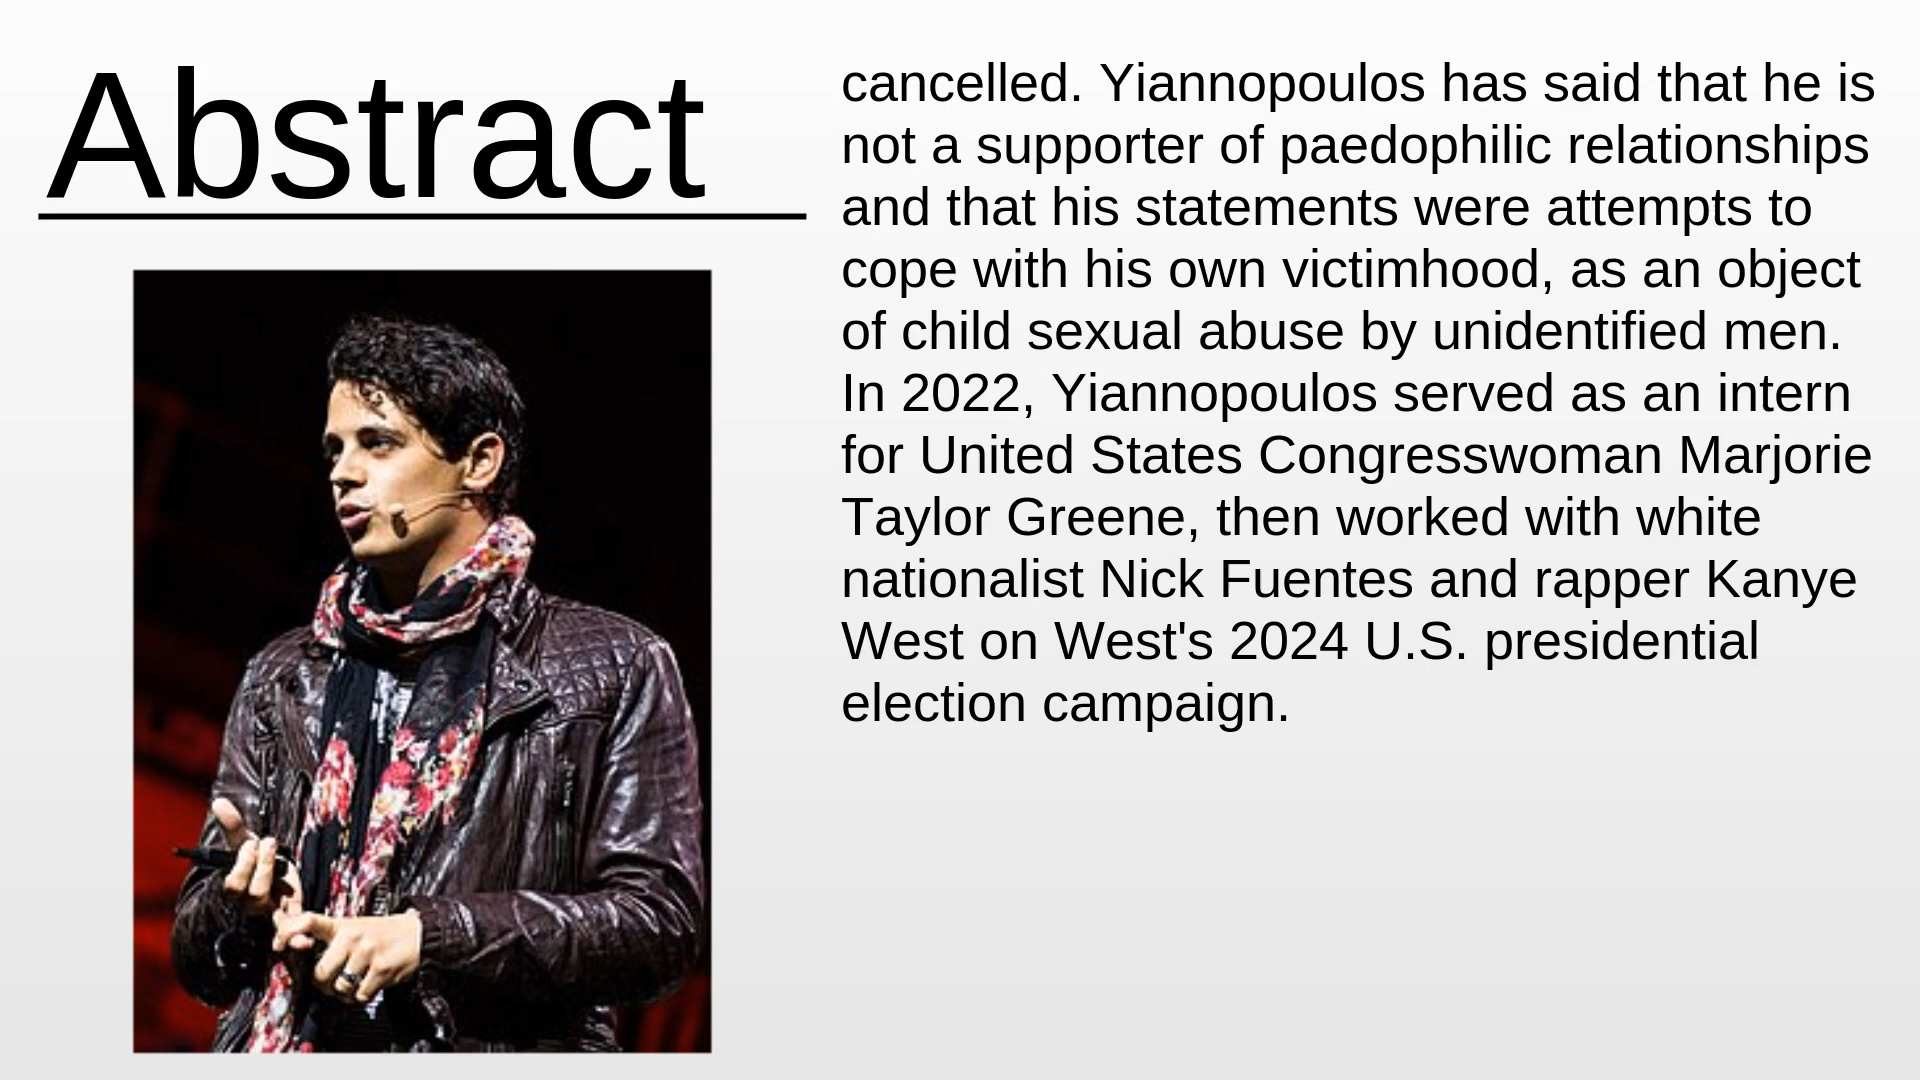 Abstract
cancelled. Yiannopoulos has said that he is
not a supporter of paedophilic relationships
and that his statements were attempts to
cope with his own victimhood, as an object
of child sexual abuse by unidentified men.
In 2022, Yiannopoulos served as an intern
for United States Congresswoman Marjorie
Taylor Greene, then worked with white
nationalist Nick Fuentes and rapper Kanye
West on West's 2024 U.S. presidential
election campaign.